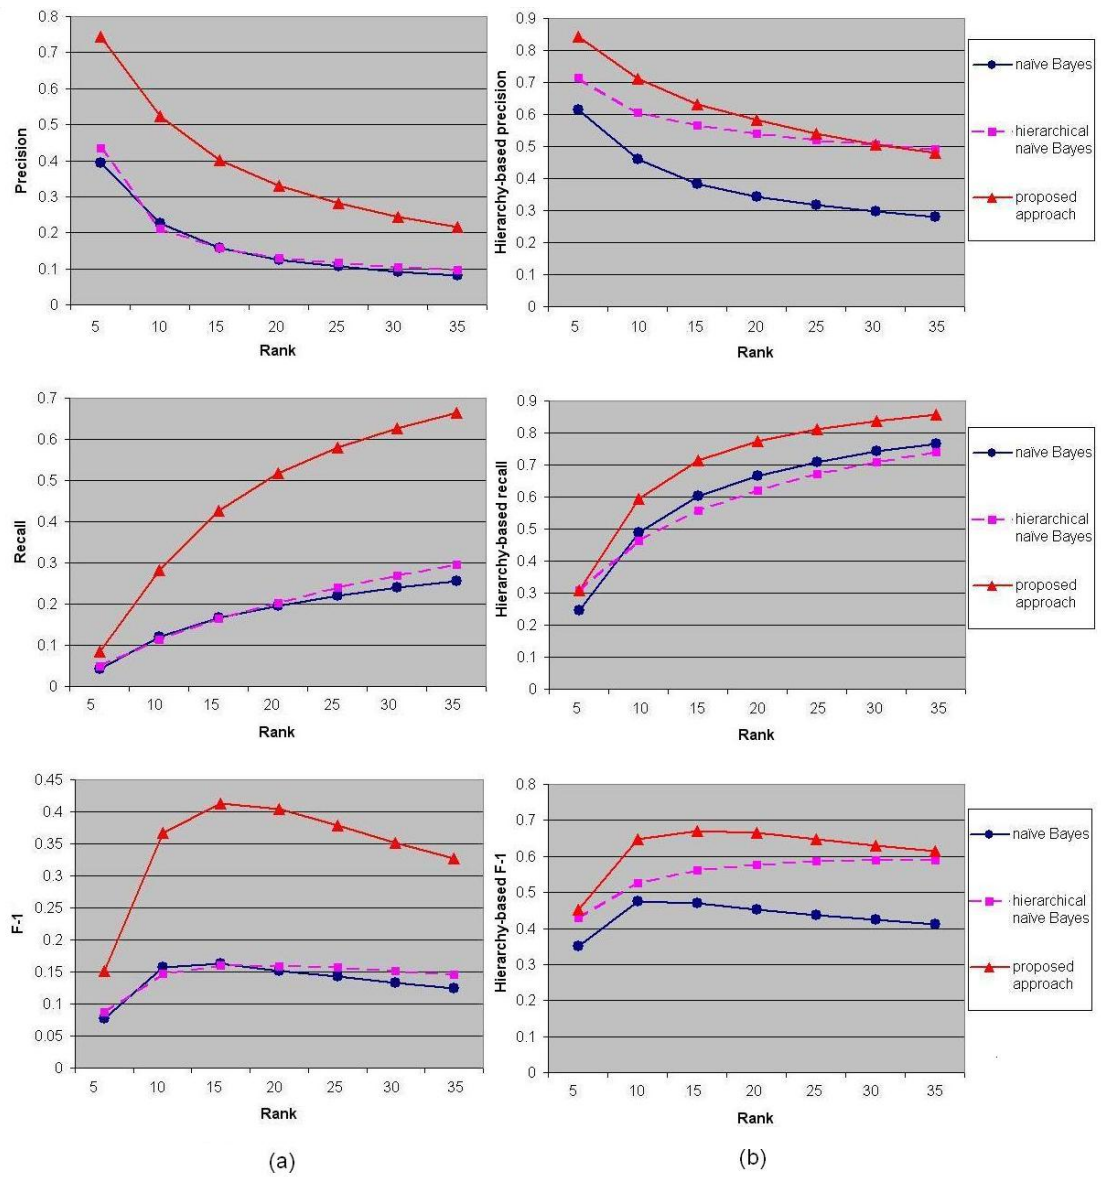 0.8
0.7
0.6
0.5
0.4
0.3
0.2
0.1
0
Precision
5 10 15 20 25 30 35
Rank
0.9
0.8
0.7
0.6
0.5
0.4
0.3
0.2
0.1
0
Hierarchy-based precision
5 10 15 20 25 30 35
Rank
naïve Bayes
hierarchical
naïve Bayes
proposed
approach
0.7
0.6
0.5
0.4
0.3
0.2
0.1
0
Recall
5 10 15 20 25 30 35
Rank
0.9
0.8
0.7
0.6
0.5
0.4
0.3
0.2
0.1
0
Hierarchy-based recall
5 10 15 20 25 30 35
Rank
naïve Bayes
hierarchical
naïve Bayes
proposed
approach
0.45
0.4
0.35
0.3
0.25
0.2
0.15
0.1
0.05
0
F-1
5 10 15 20 25 30 35
Rank
0.8
0.7
0.6
0.5
0.4
0.3
0.2
0.1
0
Hierarchy-based F-1
5 10 15 20 25 30 35
Rank
naïve Bayes
hierarchical
naïve Bayes
proposed
approach
(a)
(b)